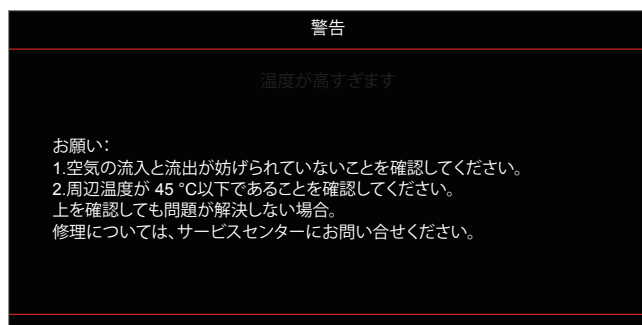 警告
温度が高すぎます
お願い：
1.空気の流入と流出が妨げられていないことを確認してください。
2.周辺温度が 45 °C以下であることを確認してください。
上を確認しても問題が解決しない場合。
修理については、サービスセンターにお問い合せください。